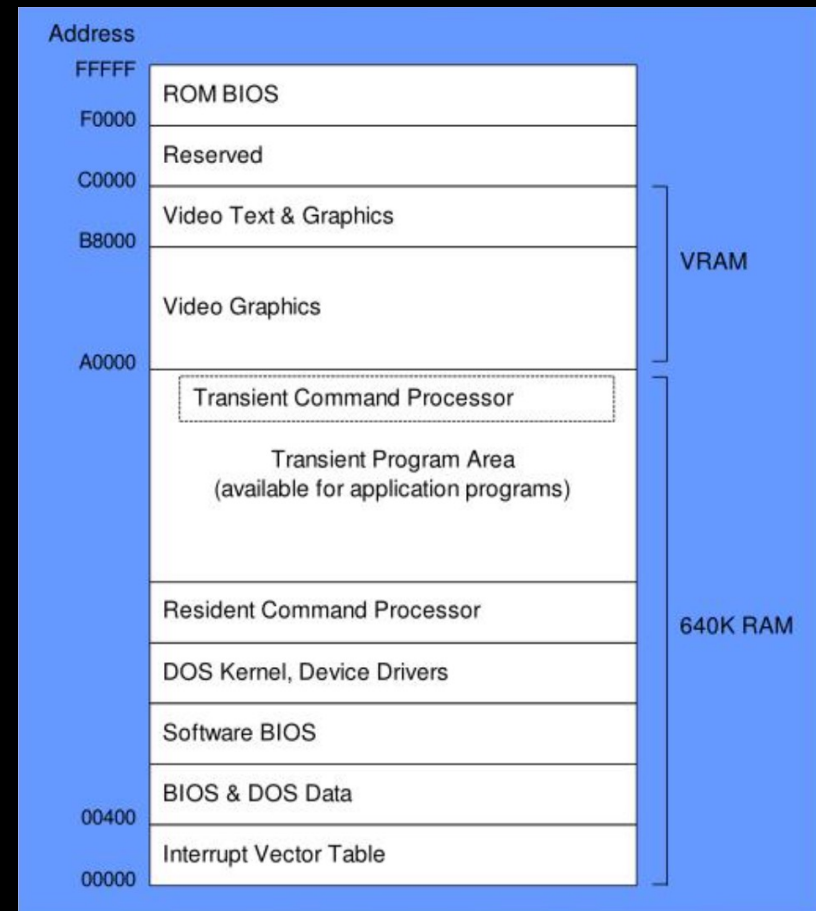 Address
FFFFF
ROM BIOS
F0000
Reserved
C0000
Video Text & Graphics
B8000
VRAM
Video Graphics
A0000
Transient Command Processor
Transient Program Area
(available for application programs)
Resident Command Processor
640K RAM
DOS Kernel, Device Drivers
Software BIOS
BIOS & DOS Data
00400
Interrupt Vector Table
00000